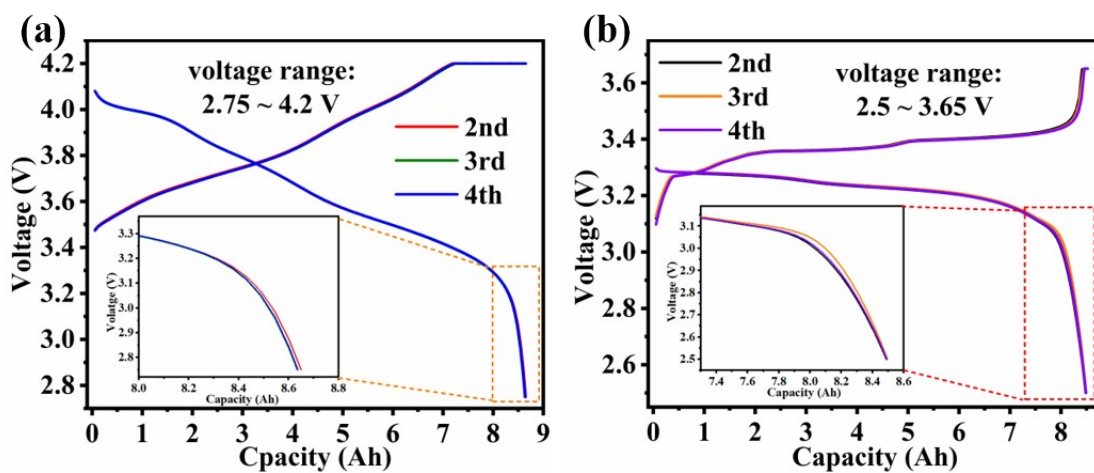 (a)
voltage range:
2.75 ~ 4.2 V
2nd
3rd
4th
Voltage (V)
4.2
4.0
3.8
3.6
3.4
3.2
3.0
2.8
0 1 2 3 4 5 6 7 8 9
Cpacity (Ah)
Volatge (V)
3.3
3.2
3.1
3.0
2.9
2.8
8.0 8.2 8.4 8.6 8.8
Capacity (Ah)
(b)
2nd
3rd
4th
voltage range:
2.5 ~ 3.65 V
Voltage (V)
3.6
3.4
3.2
3.0
2.8
2.6
0 1 2 3 4 5 6 7 8
Capacity (Ah)
Voltage (V)
3.1
3.0
2.9
2.8
2.7
2.6
2.5
7.4 7.6 7.8 8.0 8.2 8.4 8.6
Capacity (Ah)